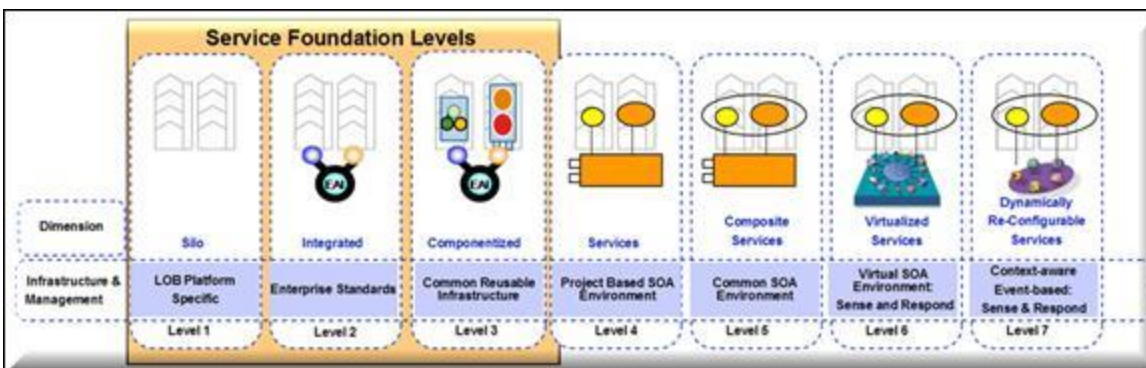 Service Foundation Levels
EAI
EAI
Dimension
Silo
Integrated
Componentized
Services
Composite
Services
Virtualized
Services
Dynamically
Re-Configurable
Services
Infrastructure &
Management
LOB Platform
Specific
Enterprise Standards
Common Reusable
Infrastructure
Project Based SOA
Environment
Common SOA
Environment
Virtual SOA
Environment:
Sense and Respond
Context-aware
Event-based:
Sense & Respond
Level 1
Level 2
Level 3
Level 4
Level 5
Level 6
Level 7